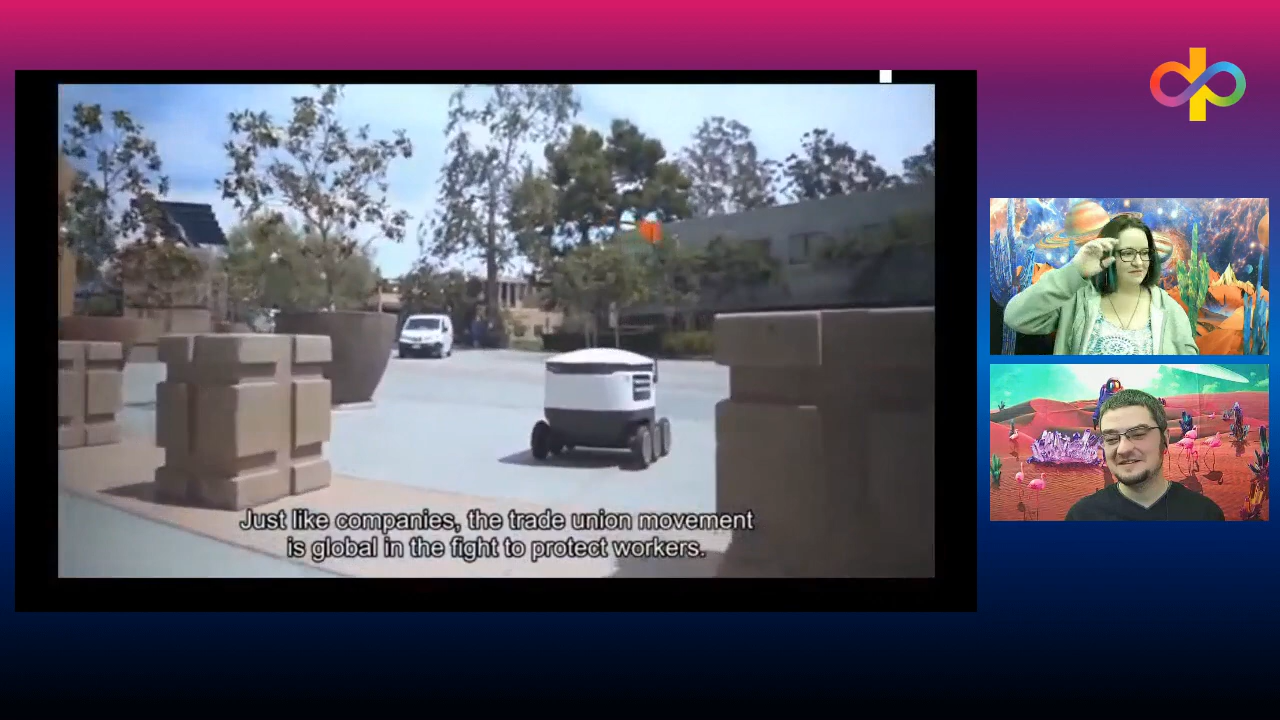 Just like companies, the trade union movement
is global in the fight to protect workers.